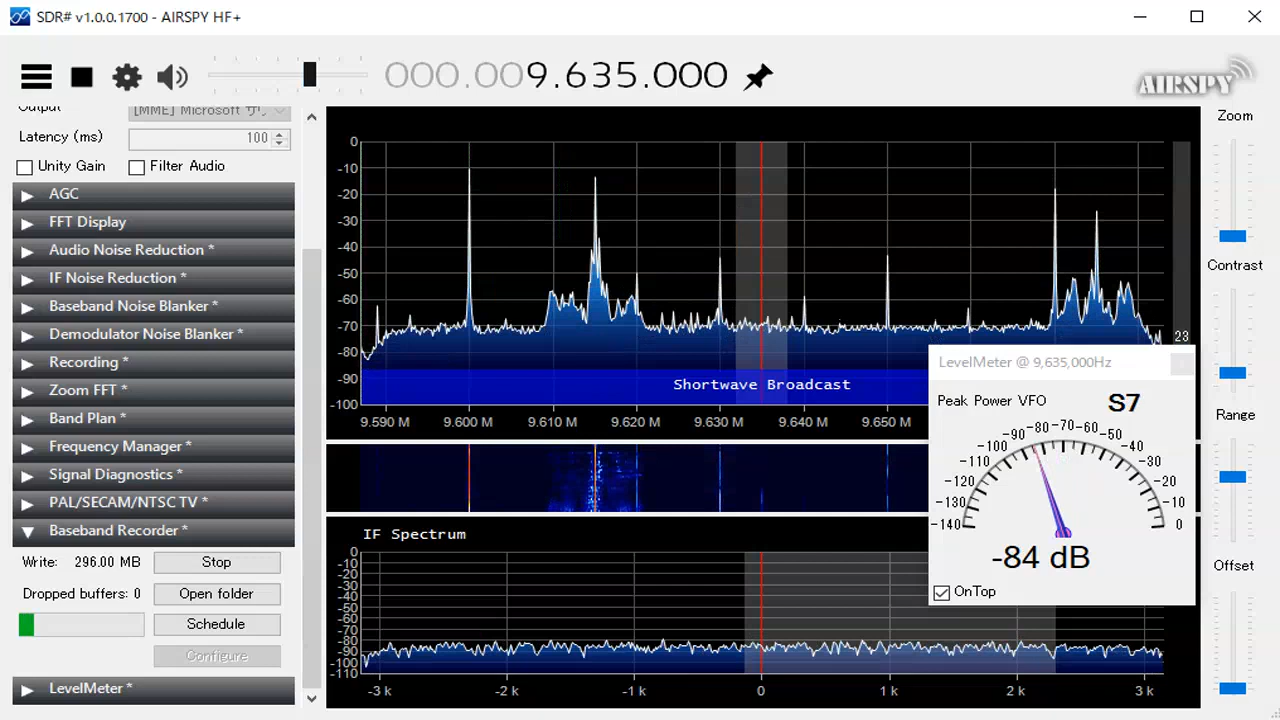 SDR# v1.0.0.1700 - AIRSPY HF+
000.009.635.000
AIRSPY
Output
[MME] Microsoft サ
Latency (ms)
100
Unity Gain
Filter Audio
AGC
FFT Display
Audio Noise Reduction *
IF Noise Reduction *
Baseband Noise Blanker *
Demodulator Noise Blanker *
Recording *
Zoom FFT *
Band Plan *
Frequency Manager *
Signal Diagnostics *
PAL/SECAM/NTSC TV *
Baseband Recorder *
Write: 296.00 MB
Stop
Dropped buffers: 0
Open folder
Schedule
Configure
LevelMeter *
0
-10
-20
-30
-40
-50
-60
-70
-80
-90
-100
23
Shortwave Broadcast
9.590 M 9.600 M 9.610 M 9.620 M 9.630 M 9.640 M 9.650 M
IF Spectrum
0
-10
-20
-30
-40
-50
-60
-70
-80
-90
-100
-110
-3 k -2 k -1 k 0 1 k 2 k 3 k
LevelMeter @ 9,635,000Hz
Peak Power VFO
S7
-140 -130 -120 -110 -100 -90 -80 -70 -60 -50 -40 -30 -20 -10 0
-84 dB
OnTop
Zoom
Contrast
Range
Offset